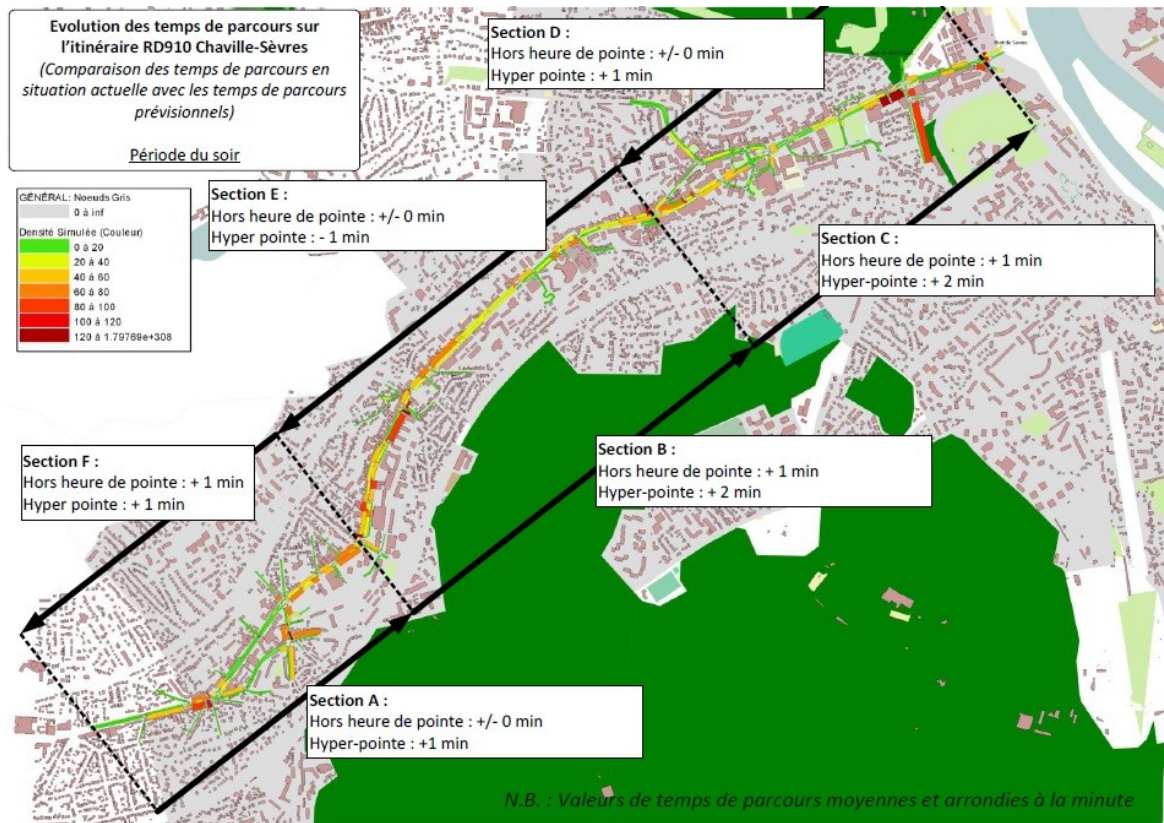 Evolution des temps de parcours sur
l'itinéraire RD910 Chaville-Sèvres
(Comparaison des temps de parcours en
situation actuelle avec les temps de parcours
prévisionnels)
Période du soir
GÉNÉRAL: Noeuds Gris
0 à inf
Densité Simulée (Couleur)
0 à 20
20 à 40
40 à 60
60 à 80
80 à 100
100 à 120
120 à 1.79769e+308
Section D :
Hors heure de pointe : +/- 0 min
Hyper pointe : + 1 min
Pont de Sèvres
Section E :
Hors heure de pointe : +/- 0 min
Hyper pointe : - 1 min
Section C :
Hors heure de pointe : + 1 min
Hyper-pointe : + 2 min
Section F :
Hors heure de pointe : + 1 min
Hyper pointe : + 1 min
Section B :
Hors heure de pointe : + 1 min
Hyper-pointe : + 2 min
Section A :
Hors heure de pointe : +/- 0 min
Hyper-pointe : +1 min
N.B. : Valeurs de temps de parcours moyennes et arrondies à la minute